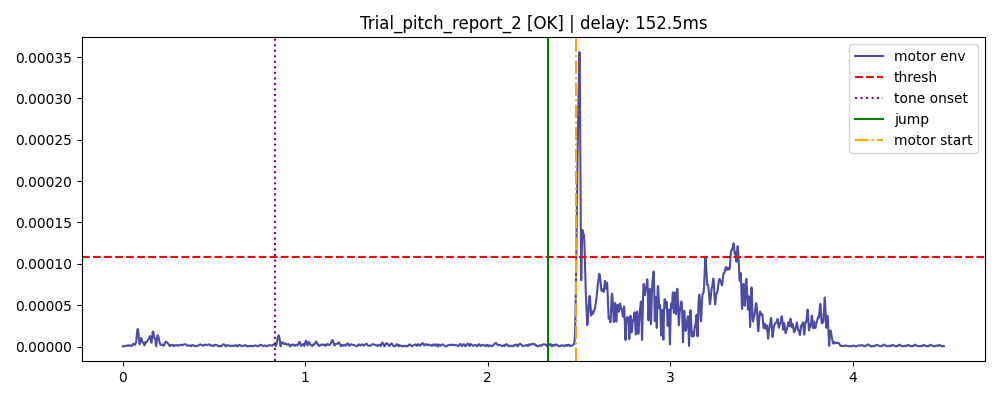 Trial_pitch_report_2 [OK] | delay: 152.5ms
0.00035
0.00030
0.00025
0.00020
0.00015
0.00010
0.00005
0.00000
motor env
thresh
tone onset
jump
motor start
0 1 2 3 4